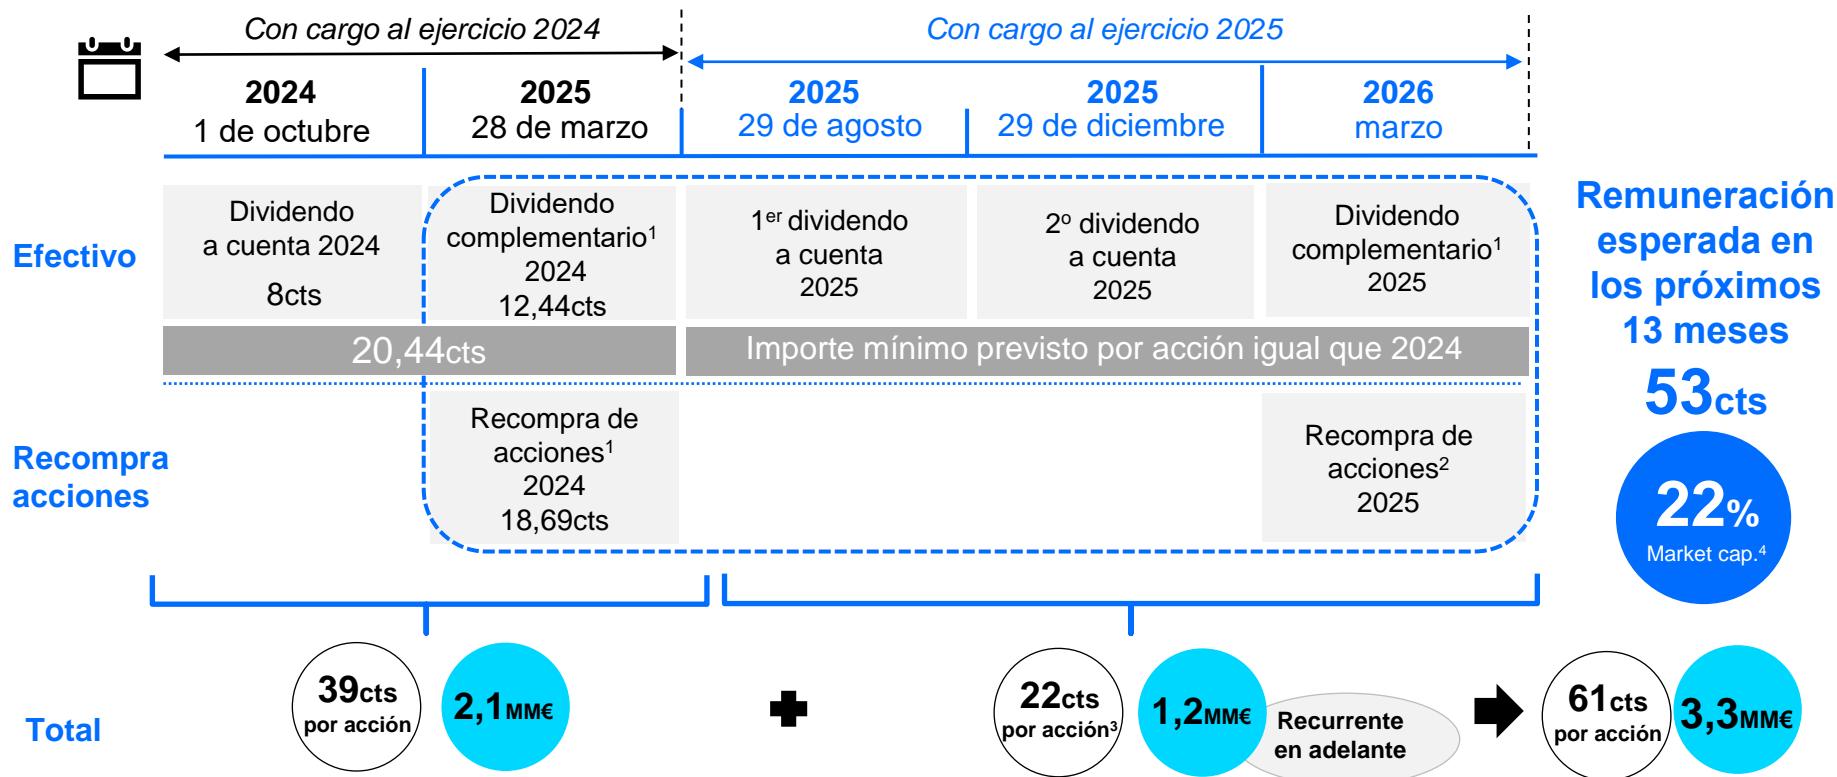 Con cargo al ejercicio 2024
Con cargo al ejercicio 2025
2024
1 de octubre
2025
28 de marzo
2025
29 de agosto
2025
29 de diciembre
2026
marzo
Efectivo
Dividendo
a cuenta 2024
8cts
Dividendo
complementario1
2024
12,44cts
1er dividendo
a cuenta
2025
2º dividendo
a cuenta
2025
Dividendo
complementario1
2025
20,44cts
Importe mínimo previsto por acción igual que 2024
Recompra
acciones
Recompra de
acciones1
2024
18,69cts
Recompra de
acciones2
2025
Remuneración
esperada en
los próximos
13 meses
53cts
22%
Market cap.4
Total
39cts
por acción
2,1MM€
22cts
por acción3
1,2MM€
Recurrente
en adelante
61cts
por acción
3,3MM€